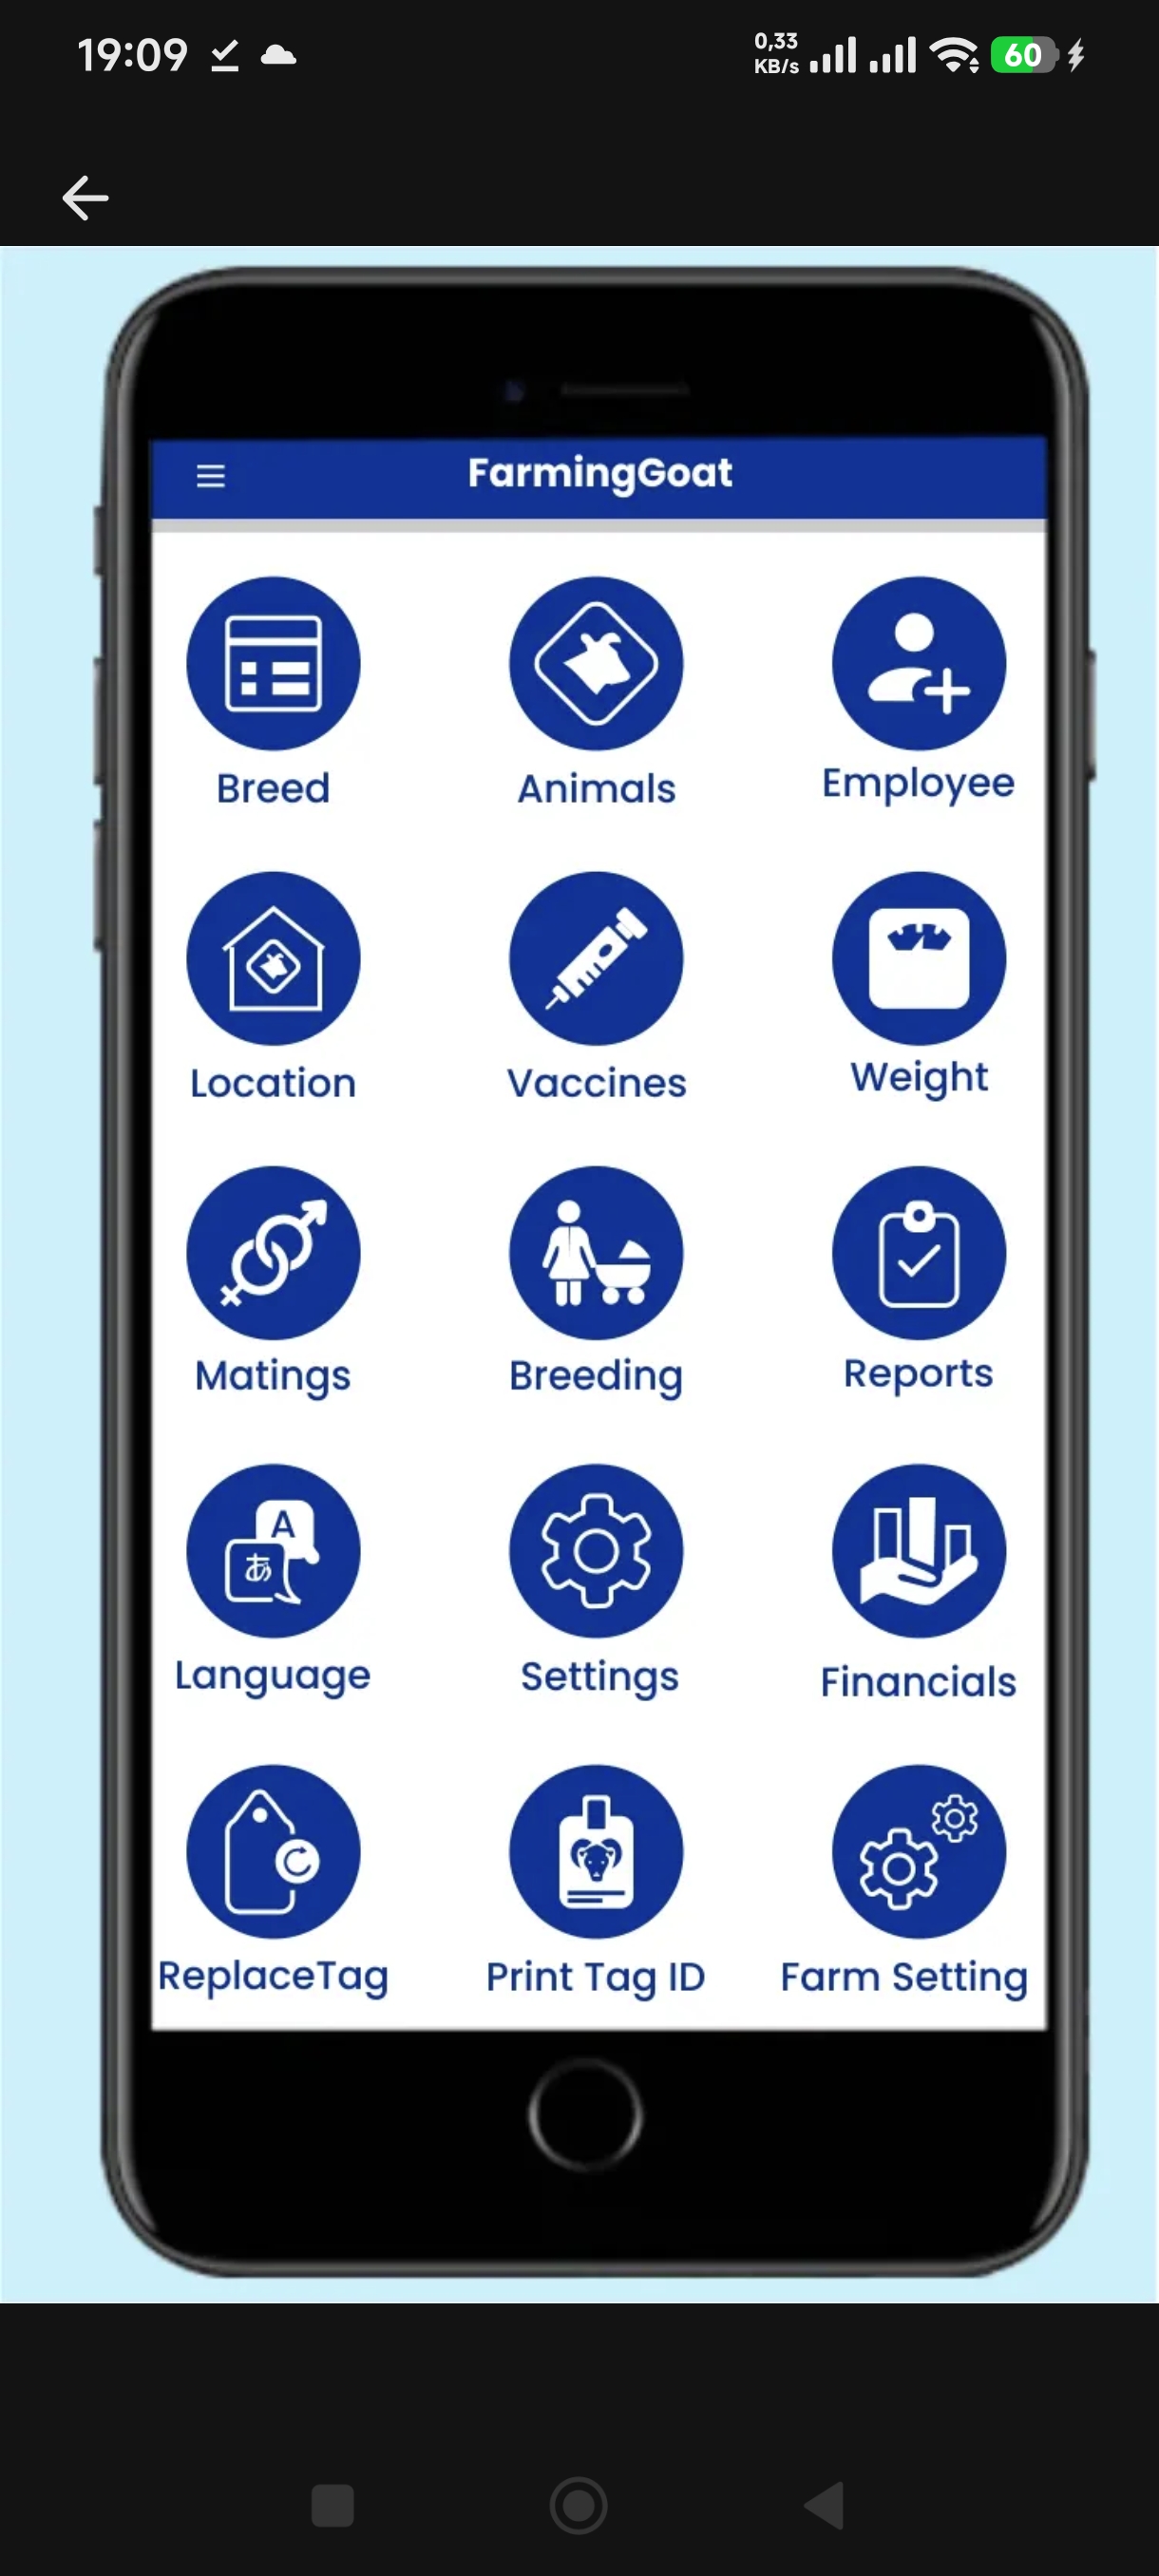 19:09
0,33
KB/s
60
FarmingGoat
Breed
Animals
Employee
Location
Vaccines
Weight
Matings
Breeding
Reports
A
あ
Language
Settings
Financials
ReplaceTag
Print Tag ID
Farm Setting